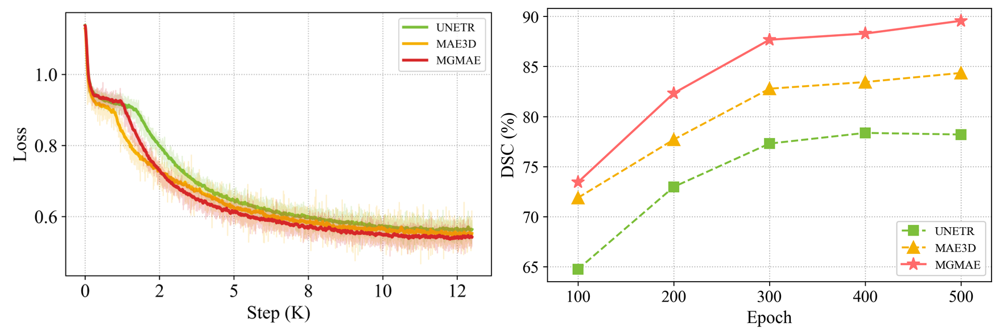 UNETR
MAE3D
MGMAE
1.0
0.8
0.6
Loss
0 2 5 8 10 12
Step (K)
90
85
80
75
70
65
DSC (%)
UNETR
MAE3D
MGMAE
100 200 300 400 500
Epoch